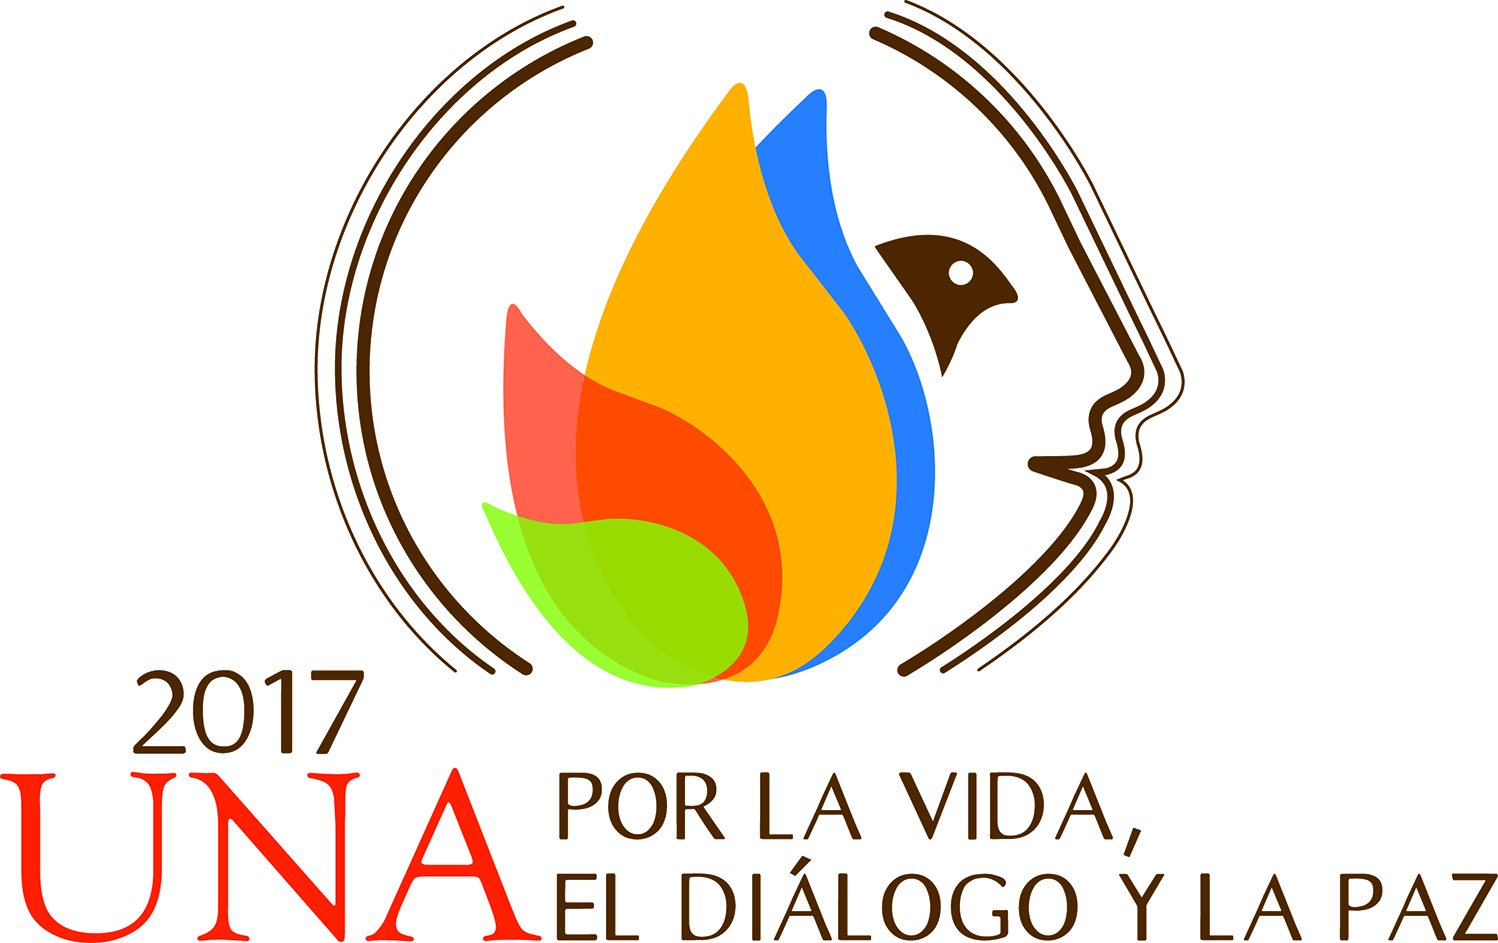 2017
UNA POR LA VIDA,
EL DIÁLOGO Y LA PAZ